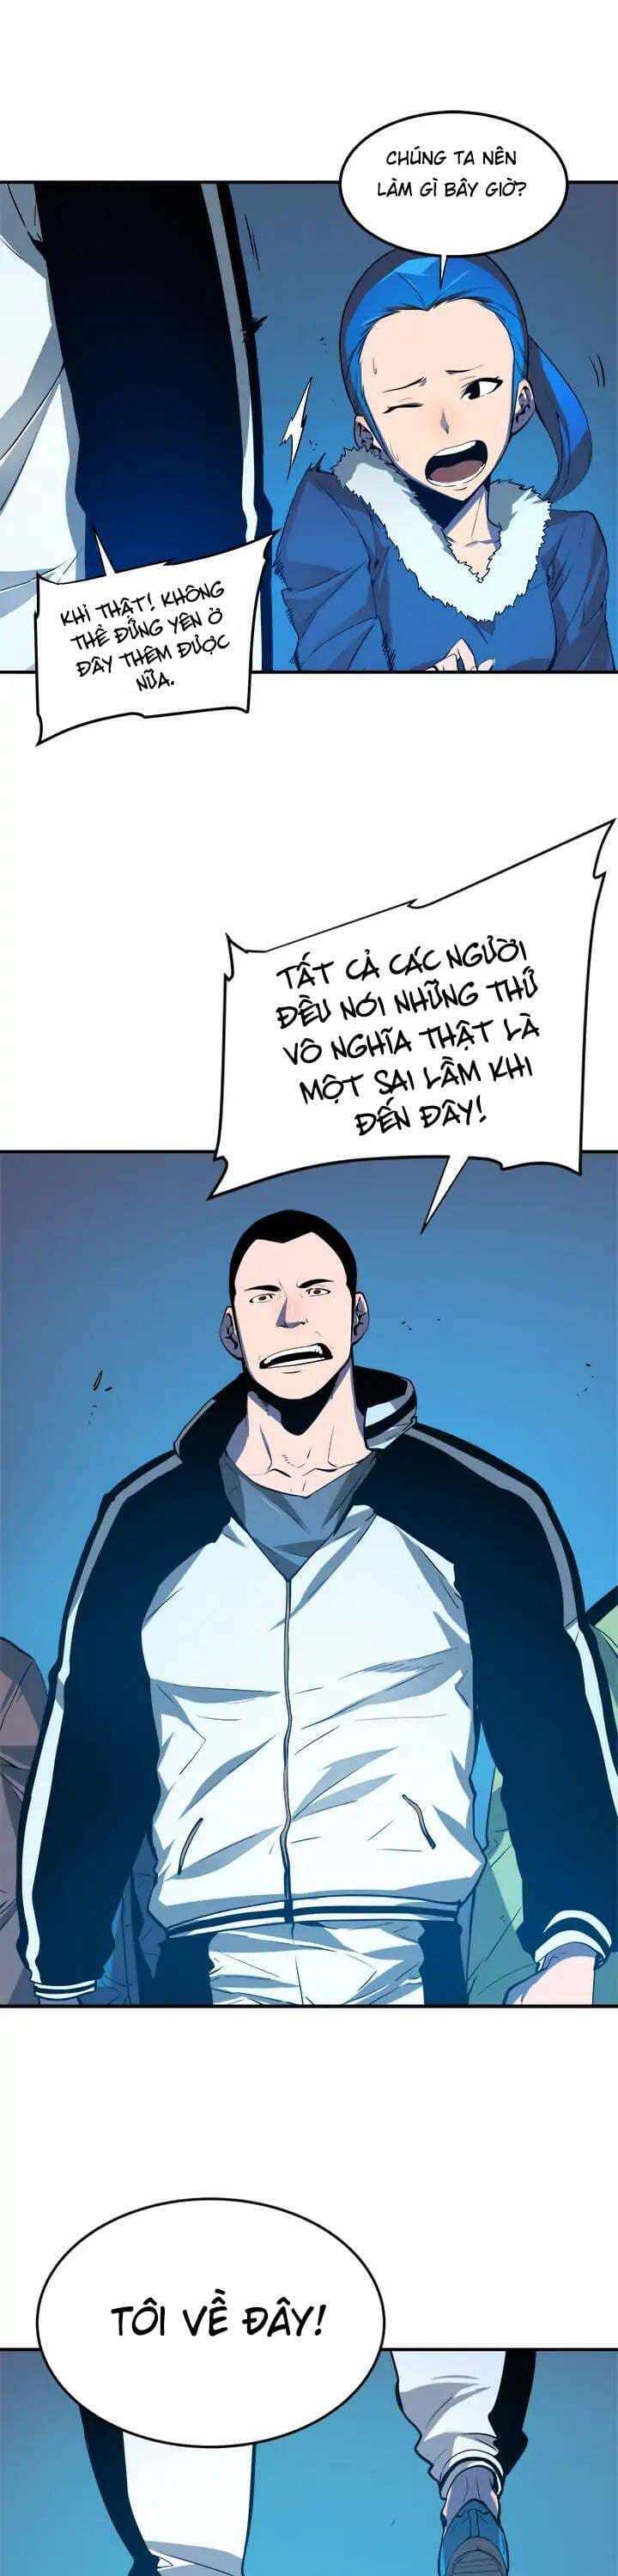 CHÚNG TA NÊN
LÀM GÌ BÂY GIỜ?
KHỈ THẬT! KHÔNG
THỂ ĐỨNG YÊN Ở
ĐÂY THÊM ĐƯỢC
NỮA.
TẤT CẢ CÁC NGƯỜI
ĐỀU NÓI NHỮNG THỨ
VÔ NGHĨA THẬT LÀ
MỘT SAI LẦM KHI
ĐẾN ĐÂY!
TÔI VỀ ĐÂY!